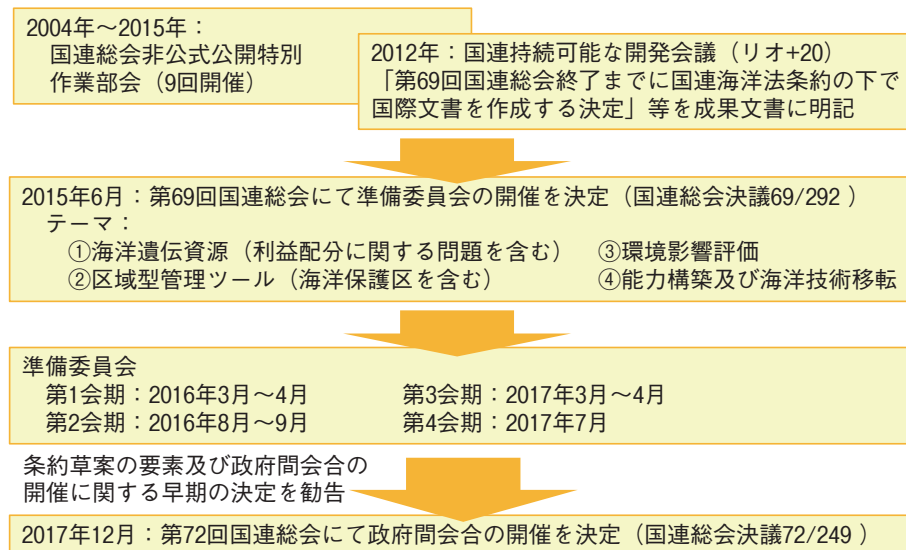 2004年～2015年：
国連総会非公式公開特別
作業部会（9回開催）
2012年：国連持続可能な開発会議（リオ+20）
「第69回国連総会終了までに国連海洋法条約の下で
国際文書を作成する決定」等を成果文書に明記
2015年6月：第69回国連総会にて準備委員会の開催を決定（国連総会決議69/292 ）
テーマ：
①海洋遺伝資源（利益配分に関する問題を含む） ③環境影響評価
②区域型管理ツール（海洋保護区を含む） ④能力構築及び海洋技術移転
準備委員会
第1会期：2016年3月～4月 第3会期：2017年3月～4月
第2会期：2016年8月～9月 第4会期：2017年7月
条約草案の要素及び政府間会合の
開催に関する早期の決定を勧告
2017年12月：第72回国連総会にて政府間会合の開催を決定（国連総会決議72/249 ）